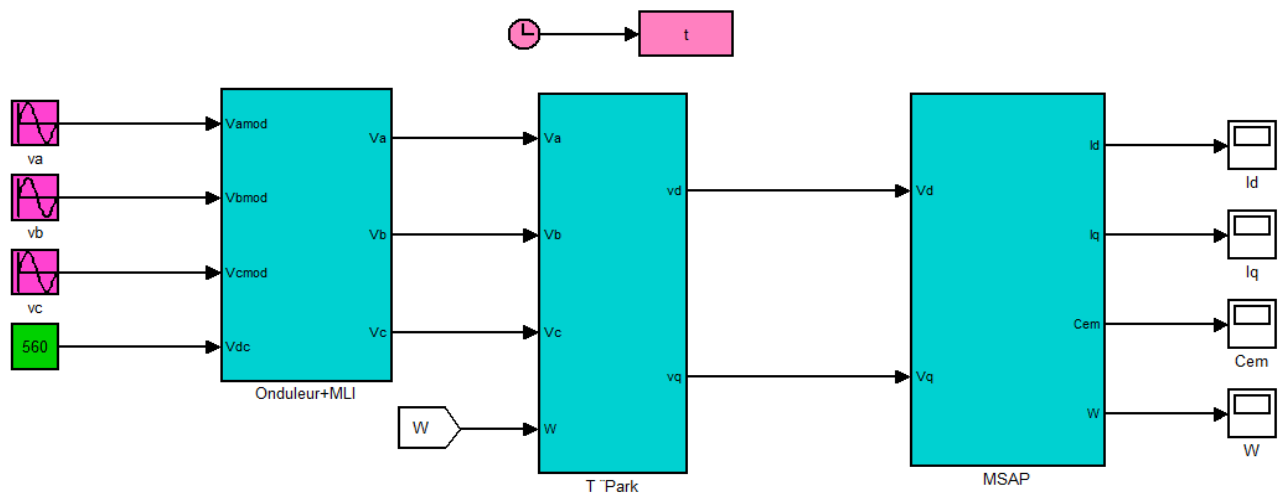 t
va
vb
vc
560
Vamod
Vbmod
Vcmod
Vdc
Va
Vb
Vc
Onduleur+MLI
W
Va
Vb
Vc
W
vd
vq
T ¨Park
Vd
Vq
Id
Iq
Cem
W
MSAP
Id
Iq
Cem
W